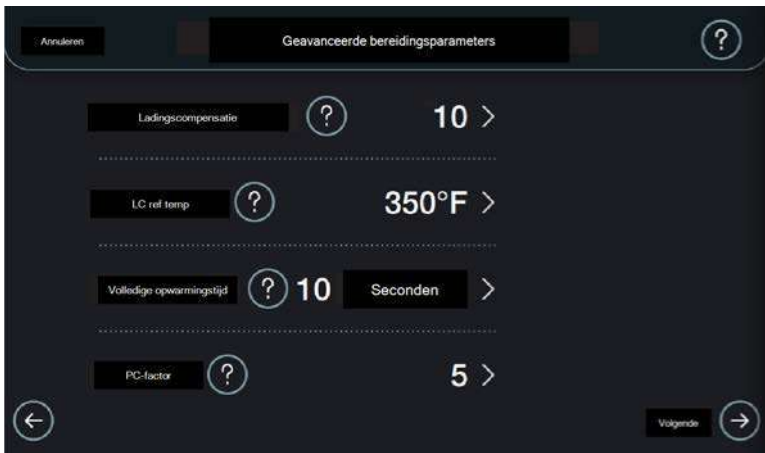 Annuleren
Geavanceerde bereidingsparameters
?
Ladingscompensatie ? 10 >
LC ref temp ? 350°F >
Volledige opwarmingstijd ? 10 Seconden >
PC-factor ? 5 >
Volgende